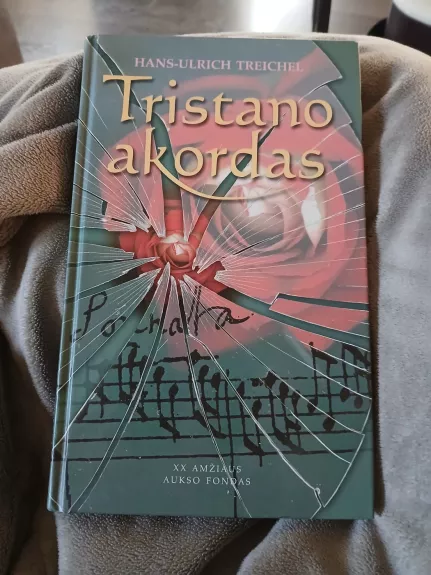 HANS-ULRICH TREICHEL
Tristano
akordas
XX AMŽIAUS
AUKSO FONDAS